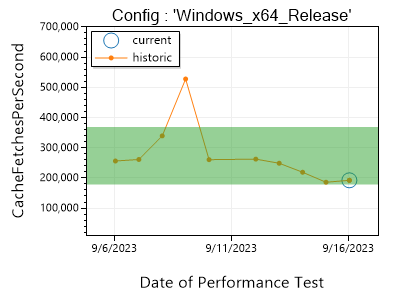 Config : 'Windows_x64_Release'
700,000
600,000
500,000
400,000
300,000
200,000
100,000
CacheFetchesPerSecond
current
historic
9/6/2023
9/11/2023
9/16/2023
Date of Performance Test